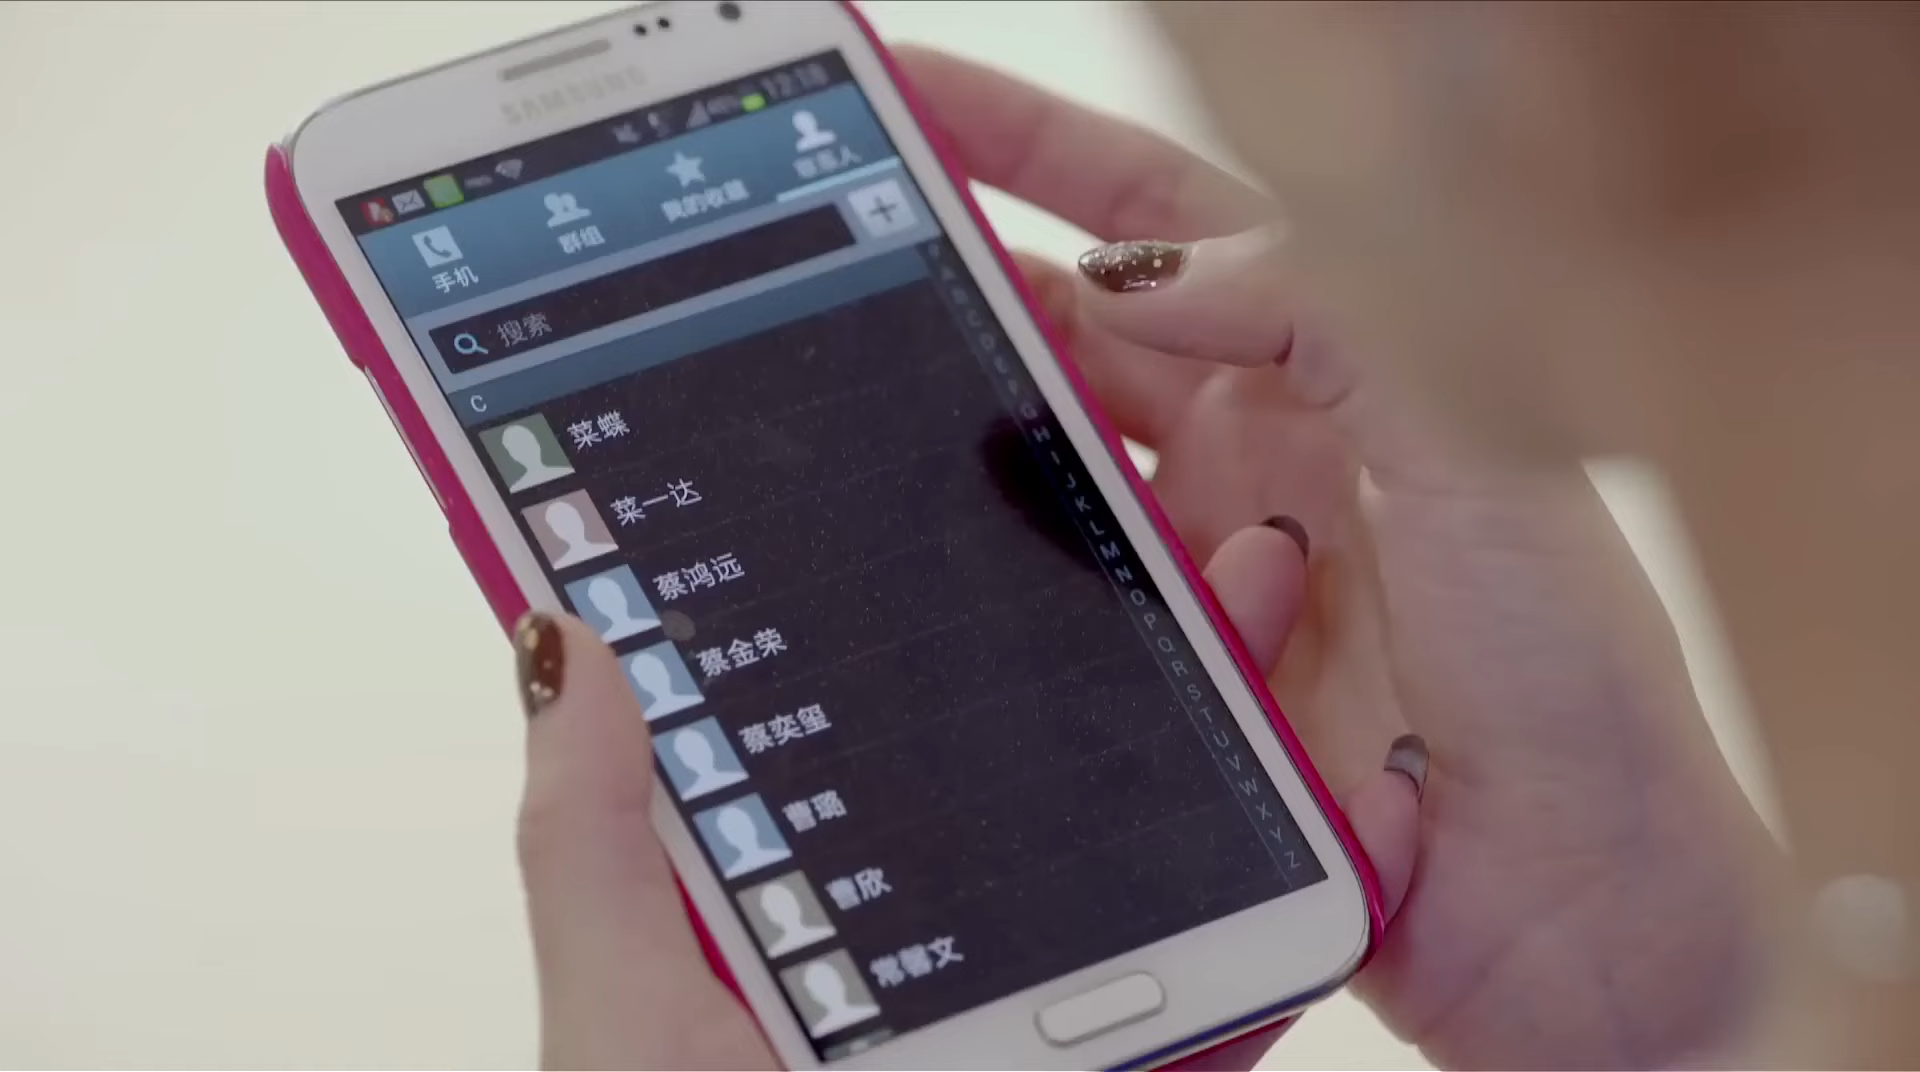 SAMSUNG
12:18
手机
群组
我的收藏
联系人
搜索
C
菜蝶
菜一达
蔡鸿远
蔡金荣
蔡奕玺
曹璐
曹欣
常馨文
A
B
C
D
E
F
G
H
I
J
K
L
M
N
O
P
Q
R
S
T
U
V
W
X
Y
Z